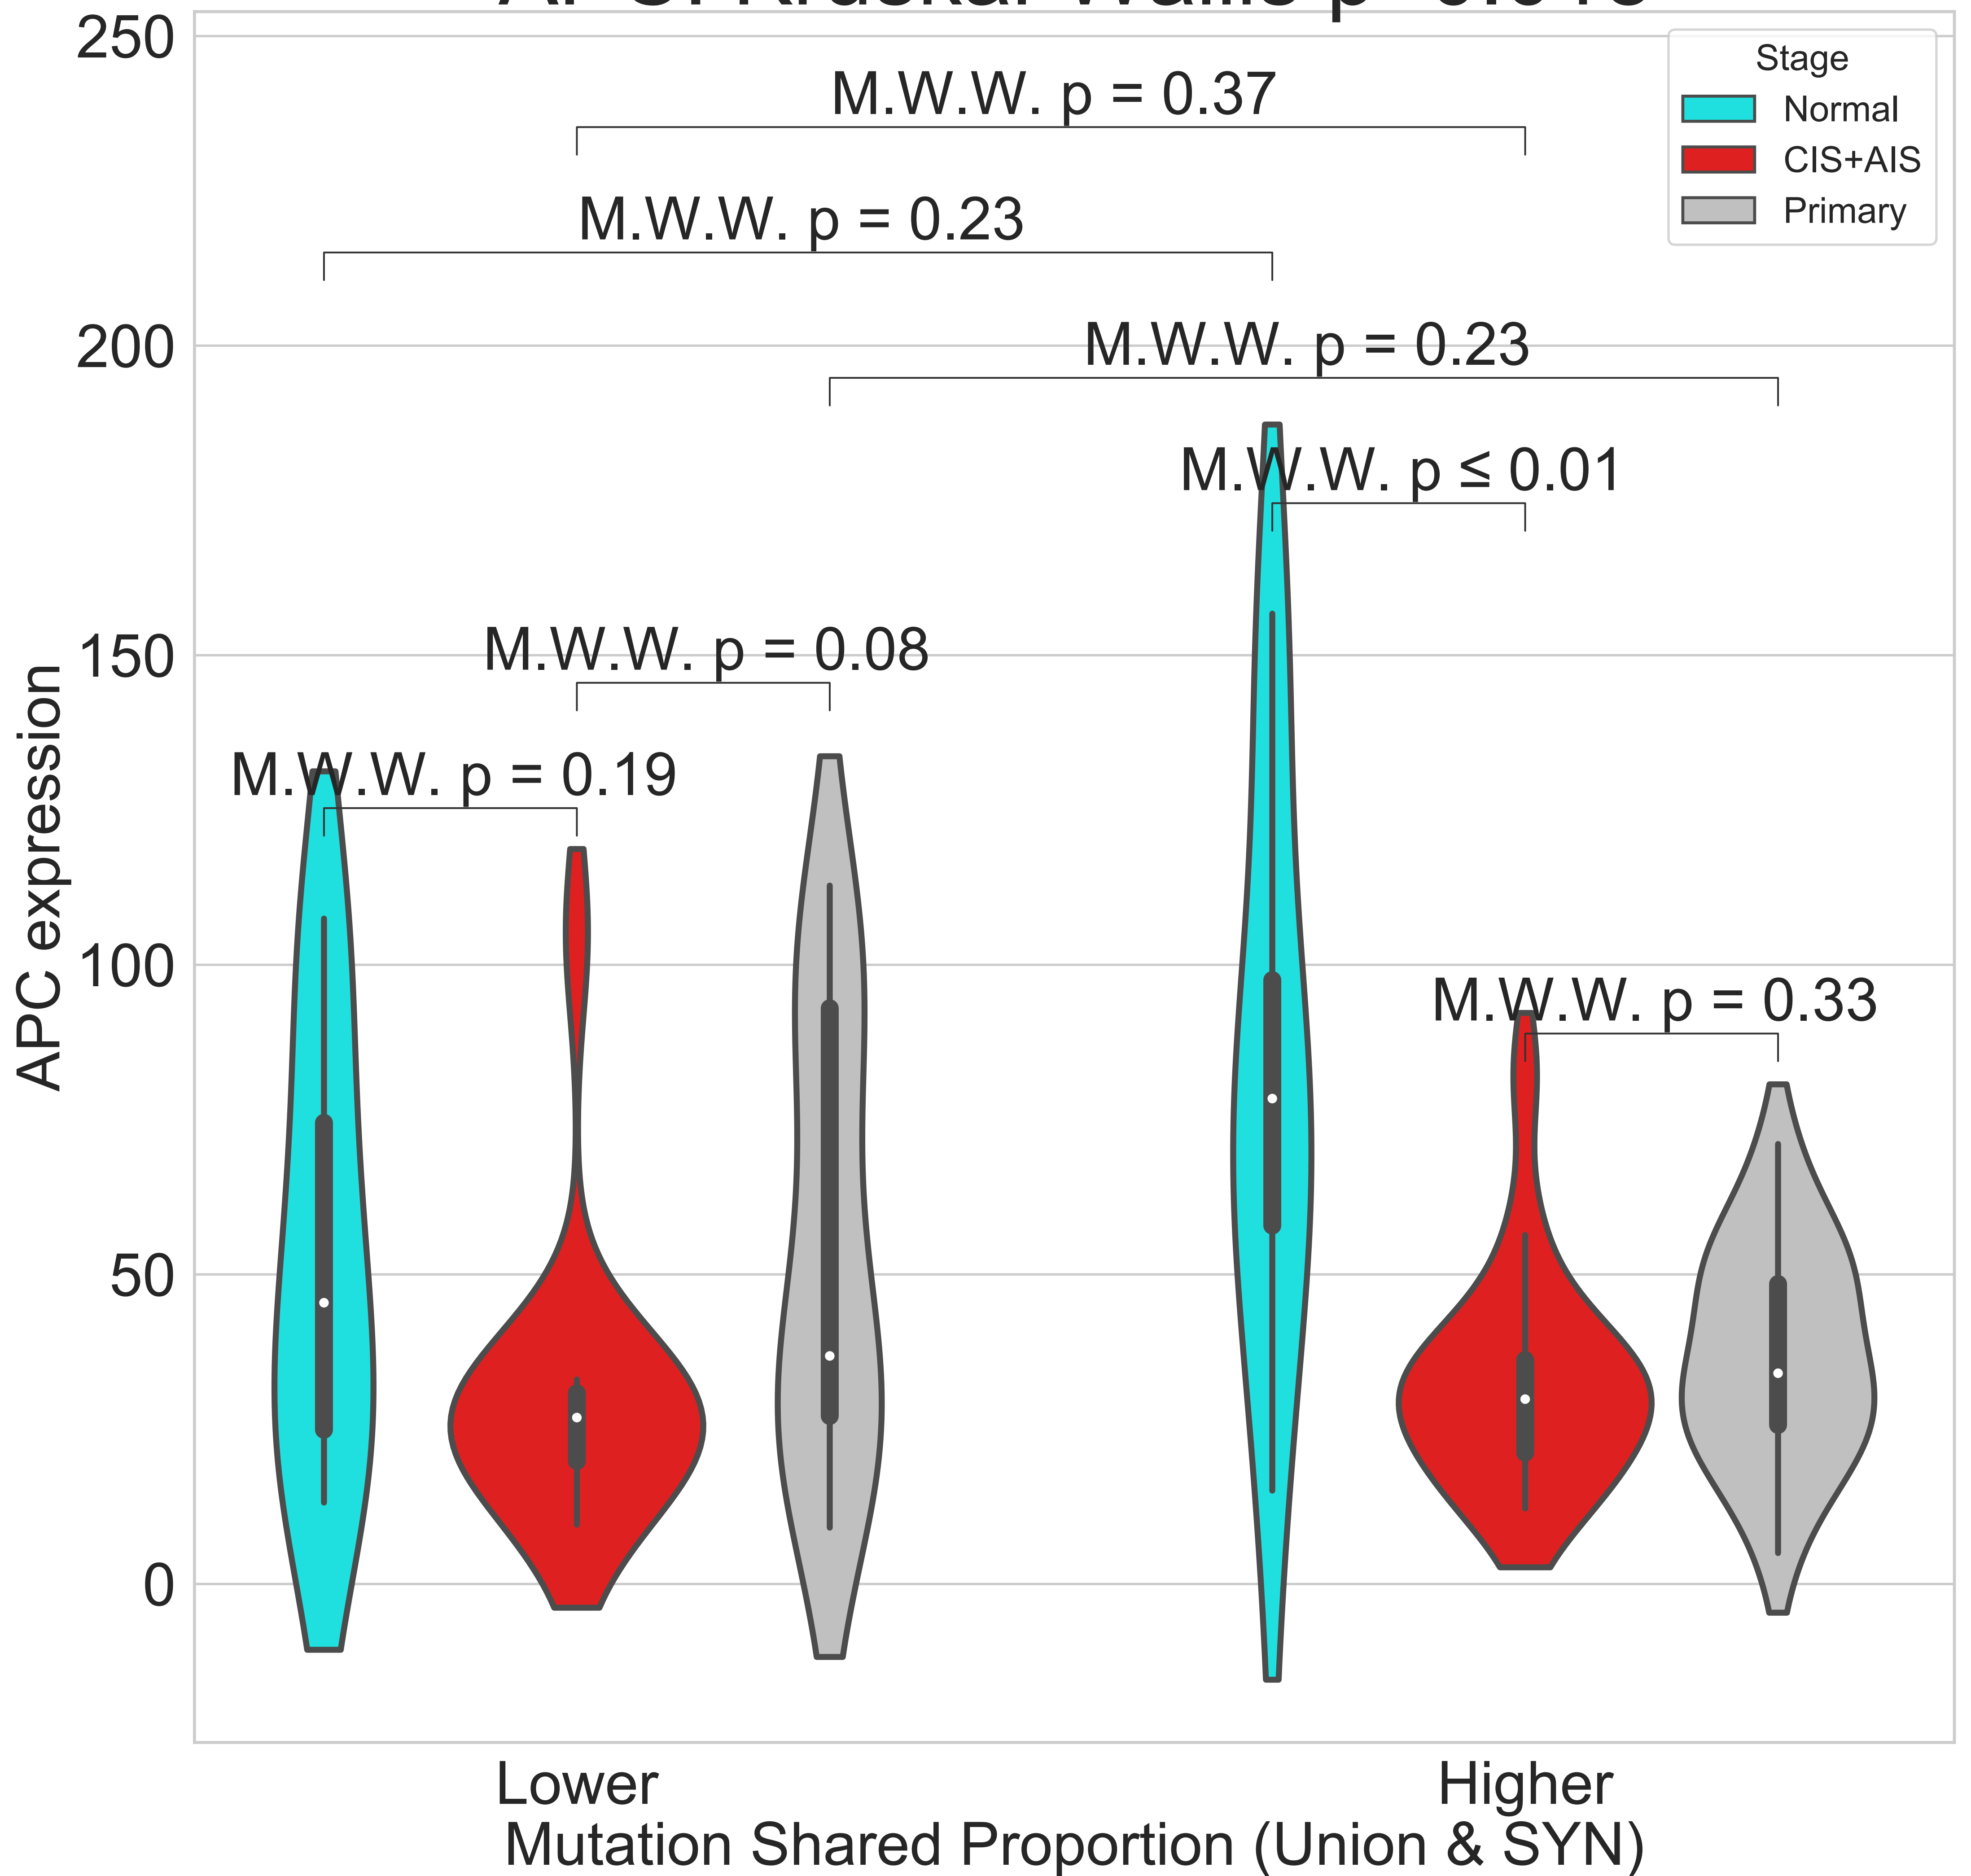 250
200
150
100
50
0
APC expression
M.W.W. p = 0.37
M.W.W. p = 0.23
M.W.W. p = 0.23
M.W.W. p ≤ 0.01
M.W.W. p = 0.08
M.W.W. p = 0.19
M.W.W. p = 0.33
Stage
Normal
CIS+AIS
Primary
Lower
Higher
Mutation Shared Proportion (Union & SYN)